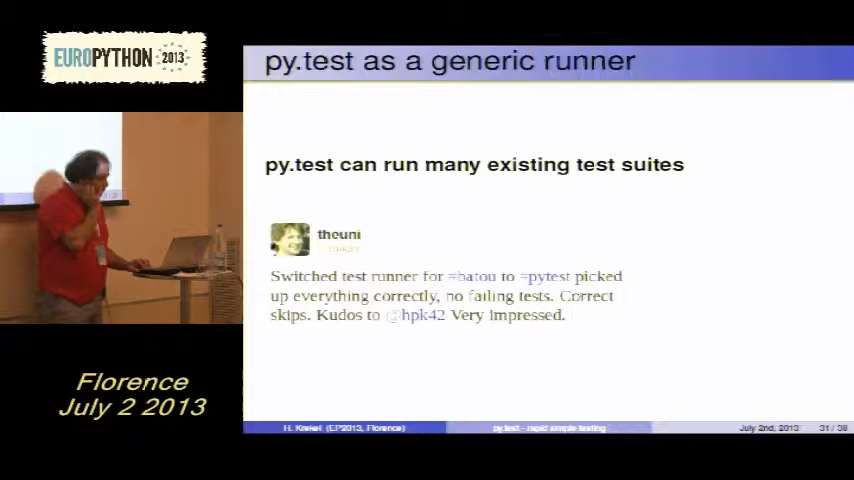 EUROPYTHON 2013
py.test as a generic runner
py.test can run many existing test suites
theuni
Switched test runner for #batou to #pytest picked
up everything correctly, no failing tests. Correct
skips. Kudos to @hpk42 Very impressed.
Florence
July 2 2013
H. Krekel (EP2013, Florence)
py.test - rapid simple testing
July 2nd, 2013
31 / 38